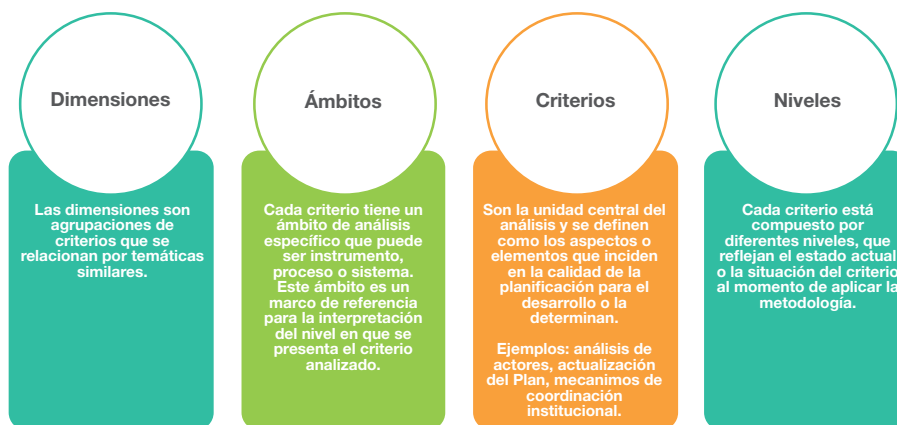 Dimensiones
Las dimensiones son
agrupaciones de
criterios que se
relacionan por temáticas
similares.
Ámbitos
Cada criterio tiene un
ámbito de análisis
específico que puede
ser instrumento,
proceso o sistema.
Este ámbito es un
marco de referencia
para la interpretación
del nivel en que se
presenta el criterio
analizado.
Criterios
Son la unidad central del
análisis y se definen
como los aspectos o
elementos que inciden
en la calidad de la
planificación para el
desarrollo o la
determinan.
Ejemplos: análisis de
actores, actualización
del Plan, mecanimos de
coordinación
institucional.
Niveles
Cada criterio está
compuesto por
diferentes niveles, que
reflejan el estado actual
o la situación del criterio
al momento de aplicar la
metodología.